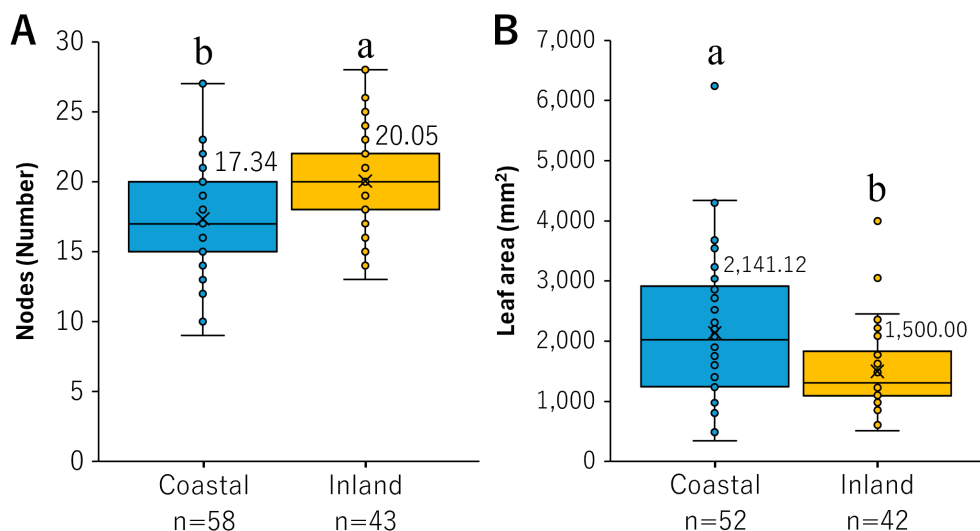 A
Nodes (Number)
30
25
20
15
10
5
0
b
a
17.34
20.05
Coastal
Inland
n=58
n=43
B
Leaf area (mm²)
7,000
6,000
5,000
4,000
3,000
2,000
1,000
0
a
b
2,141.12
1,500.00
Coastal
Inland
n=52
n=42